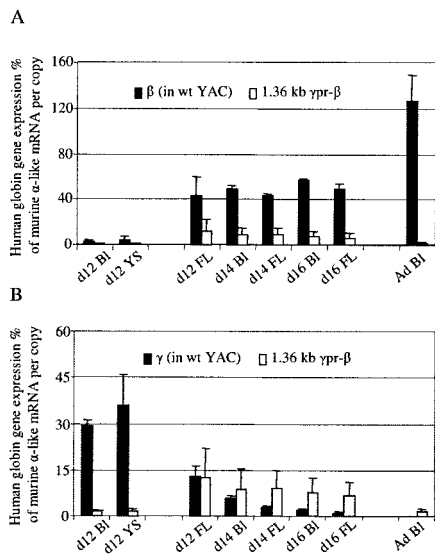 A
Human globin gene expression %
of murine α-like mRNA per copy
160
120
80
40
0
β (in wt YAC) 1.36 kb γpr-β
d12 Bl d12 YS d12 FL d14 Bl d14 FL d16 Bl d16 FL Ad Bl
B
Human globin gene expression %
of murine α-like mRNA per copy
60
45
30
15
0
γ (in wt YAC) 1.36 kb γpr-β
d12 Bl d12 YS d12 FL d14 Bl d14 FL d16 Bl d16 FL Ad Bl